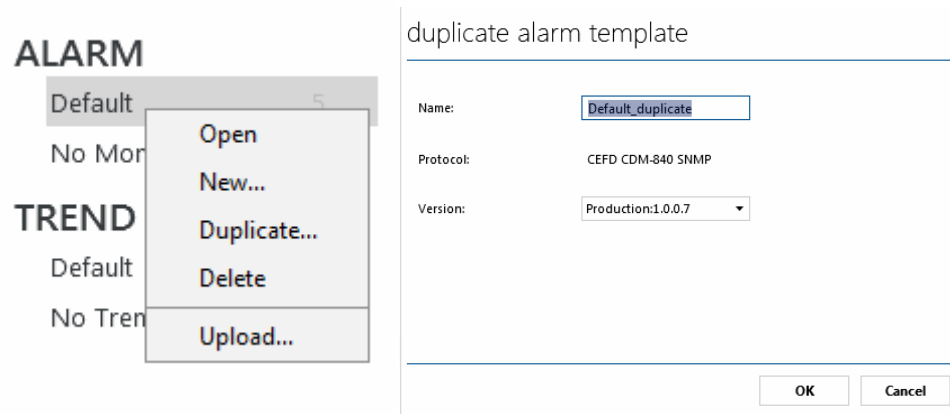 ALARM
Default 5
No Mon
TREND
Default
No Tren
Open
New...
Duplicate...
Delete
Upload...
duplicate alarm template
Name: Default_duplicate
Protocol: CEFD CDM-840 SNMP
Version: Production:1.0.0.7
OK Cancel